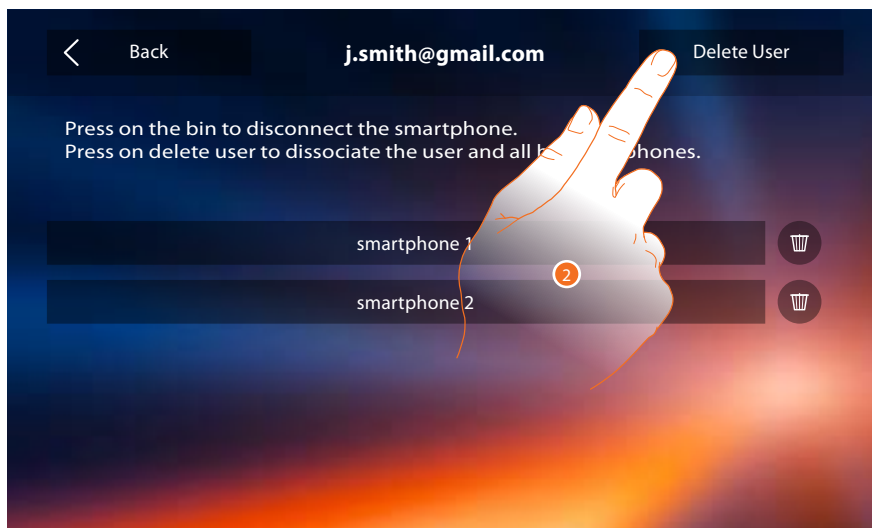 Back
j.smith@gmail.com
Delete User
Press on the bin to disconnect the smartphone.
Press on delete user to dissociate the user and all phones.
smartphone 1
smartphone 2
2